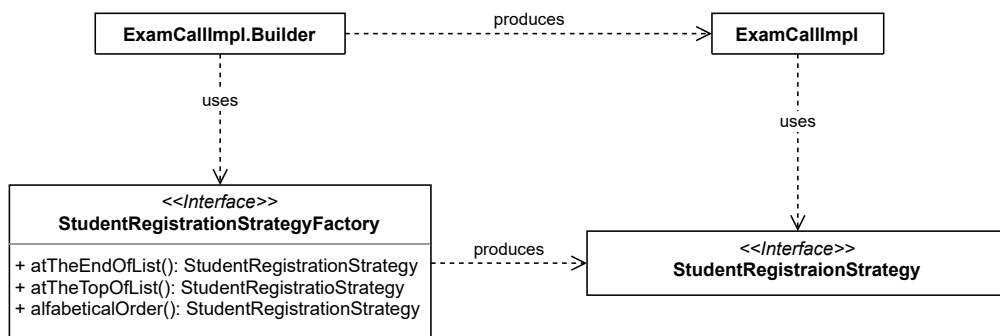 produces
ExamCallImpl.Builder
ExamCallImpl
uses
uses
<<Interface>>
StudentRegistrationStrategyFactory
+ atTheEndOfList(): StudentRegistrationStrategy
+ atTheTopOfList(): StudentRegistratioStrategy
+ alfabeticalOrder(): StudentRegistrationStrategy
produces
<<Interface>>
StudentRegistraionStrategy